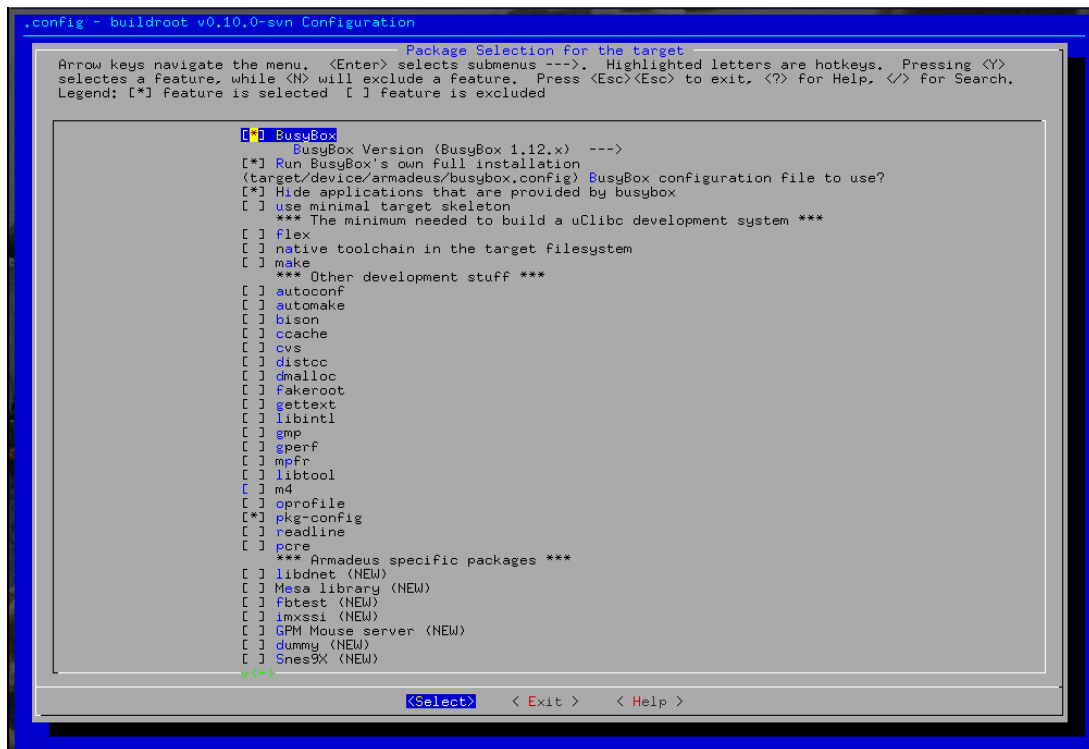 .config - buildroot v0.10.0-svn Configuration
Package Selection for the target
Arrow keys navigate the menu.  <Enter> selects submenus --->.  Highlighted letters are hotkeys.  Pressing <Y>
selectes a feature, while <N> will exclude a feature.  Press <Esc><Esc> to exit, <?> for Help, </> for Search.
Legend: [*] feature is selected  [ ] feature is excluded
[*] BusyBox
BusyBox Version (BusyBox 1.12.x)  --->
[*] Run BusyBox's own full installation
(target/device/armadeus/busybox.config) BusyBox configuration file to use?
[*] Hide applications that are provided by busybox
[ ] use minimal target skeleton
*** The minimum needed to build a uClibc development system ***
[ ] flex
[ ] native toolchain in the target filesystem
[ ] make
*** Other development stuff ***
[ ] autoconf
[ ] automake
[ ] bison
[ ] ccache
[ ] cvs
[ ] distcc
[ ] dmalloc
[ ] fakeroot
[ ] gettext
[ ] libintl
[ ] gmp
[ ] gperf
[ ] mpfr
[ ] libtool
[ ] m4
[ ] oprofile
[*] pkg-config
[ ] readline
[ ] pcre
*** Armadeus specific packages ***
[ ] libdnet (NEW)
[ ] Mesa library (NEW)
[ ] fbtest (NEW)
[ ] imxssi (NEW)
[ ] GPM Mouse server (NEW)
[ ] dummy (NEW)
[ ] Snes9X (NEW)
v(+)
<Select>    < Exit >    < Help >